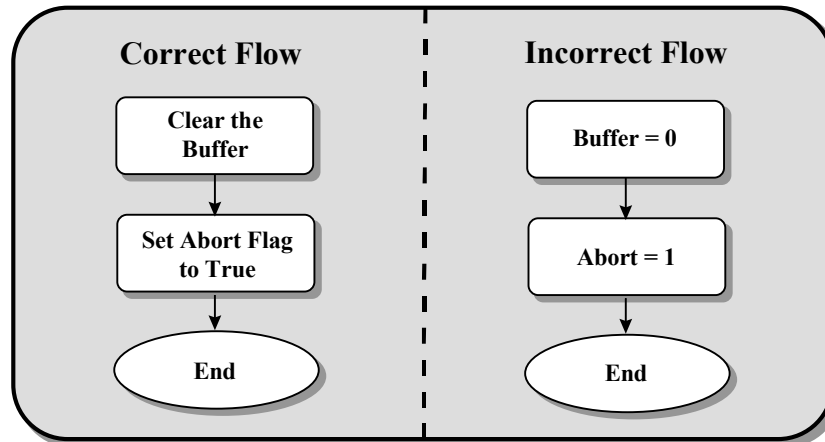 Correct Flow
Clear the
Buffer
Set Abort Flag
to True
End
Incorrect Flow
Buffer = 0
Abort = 1
End